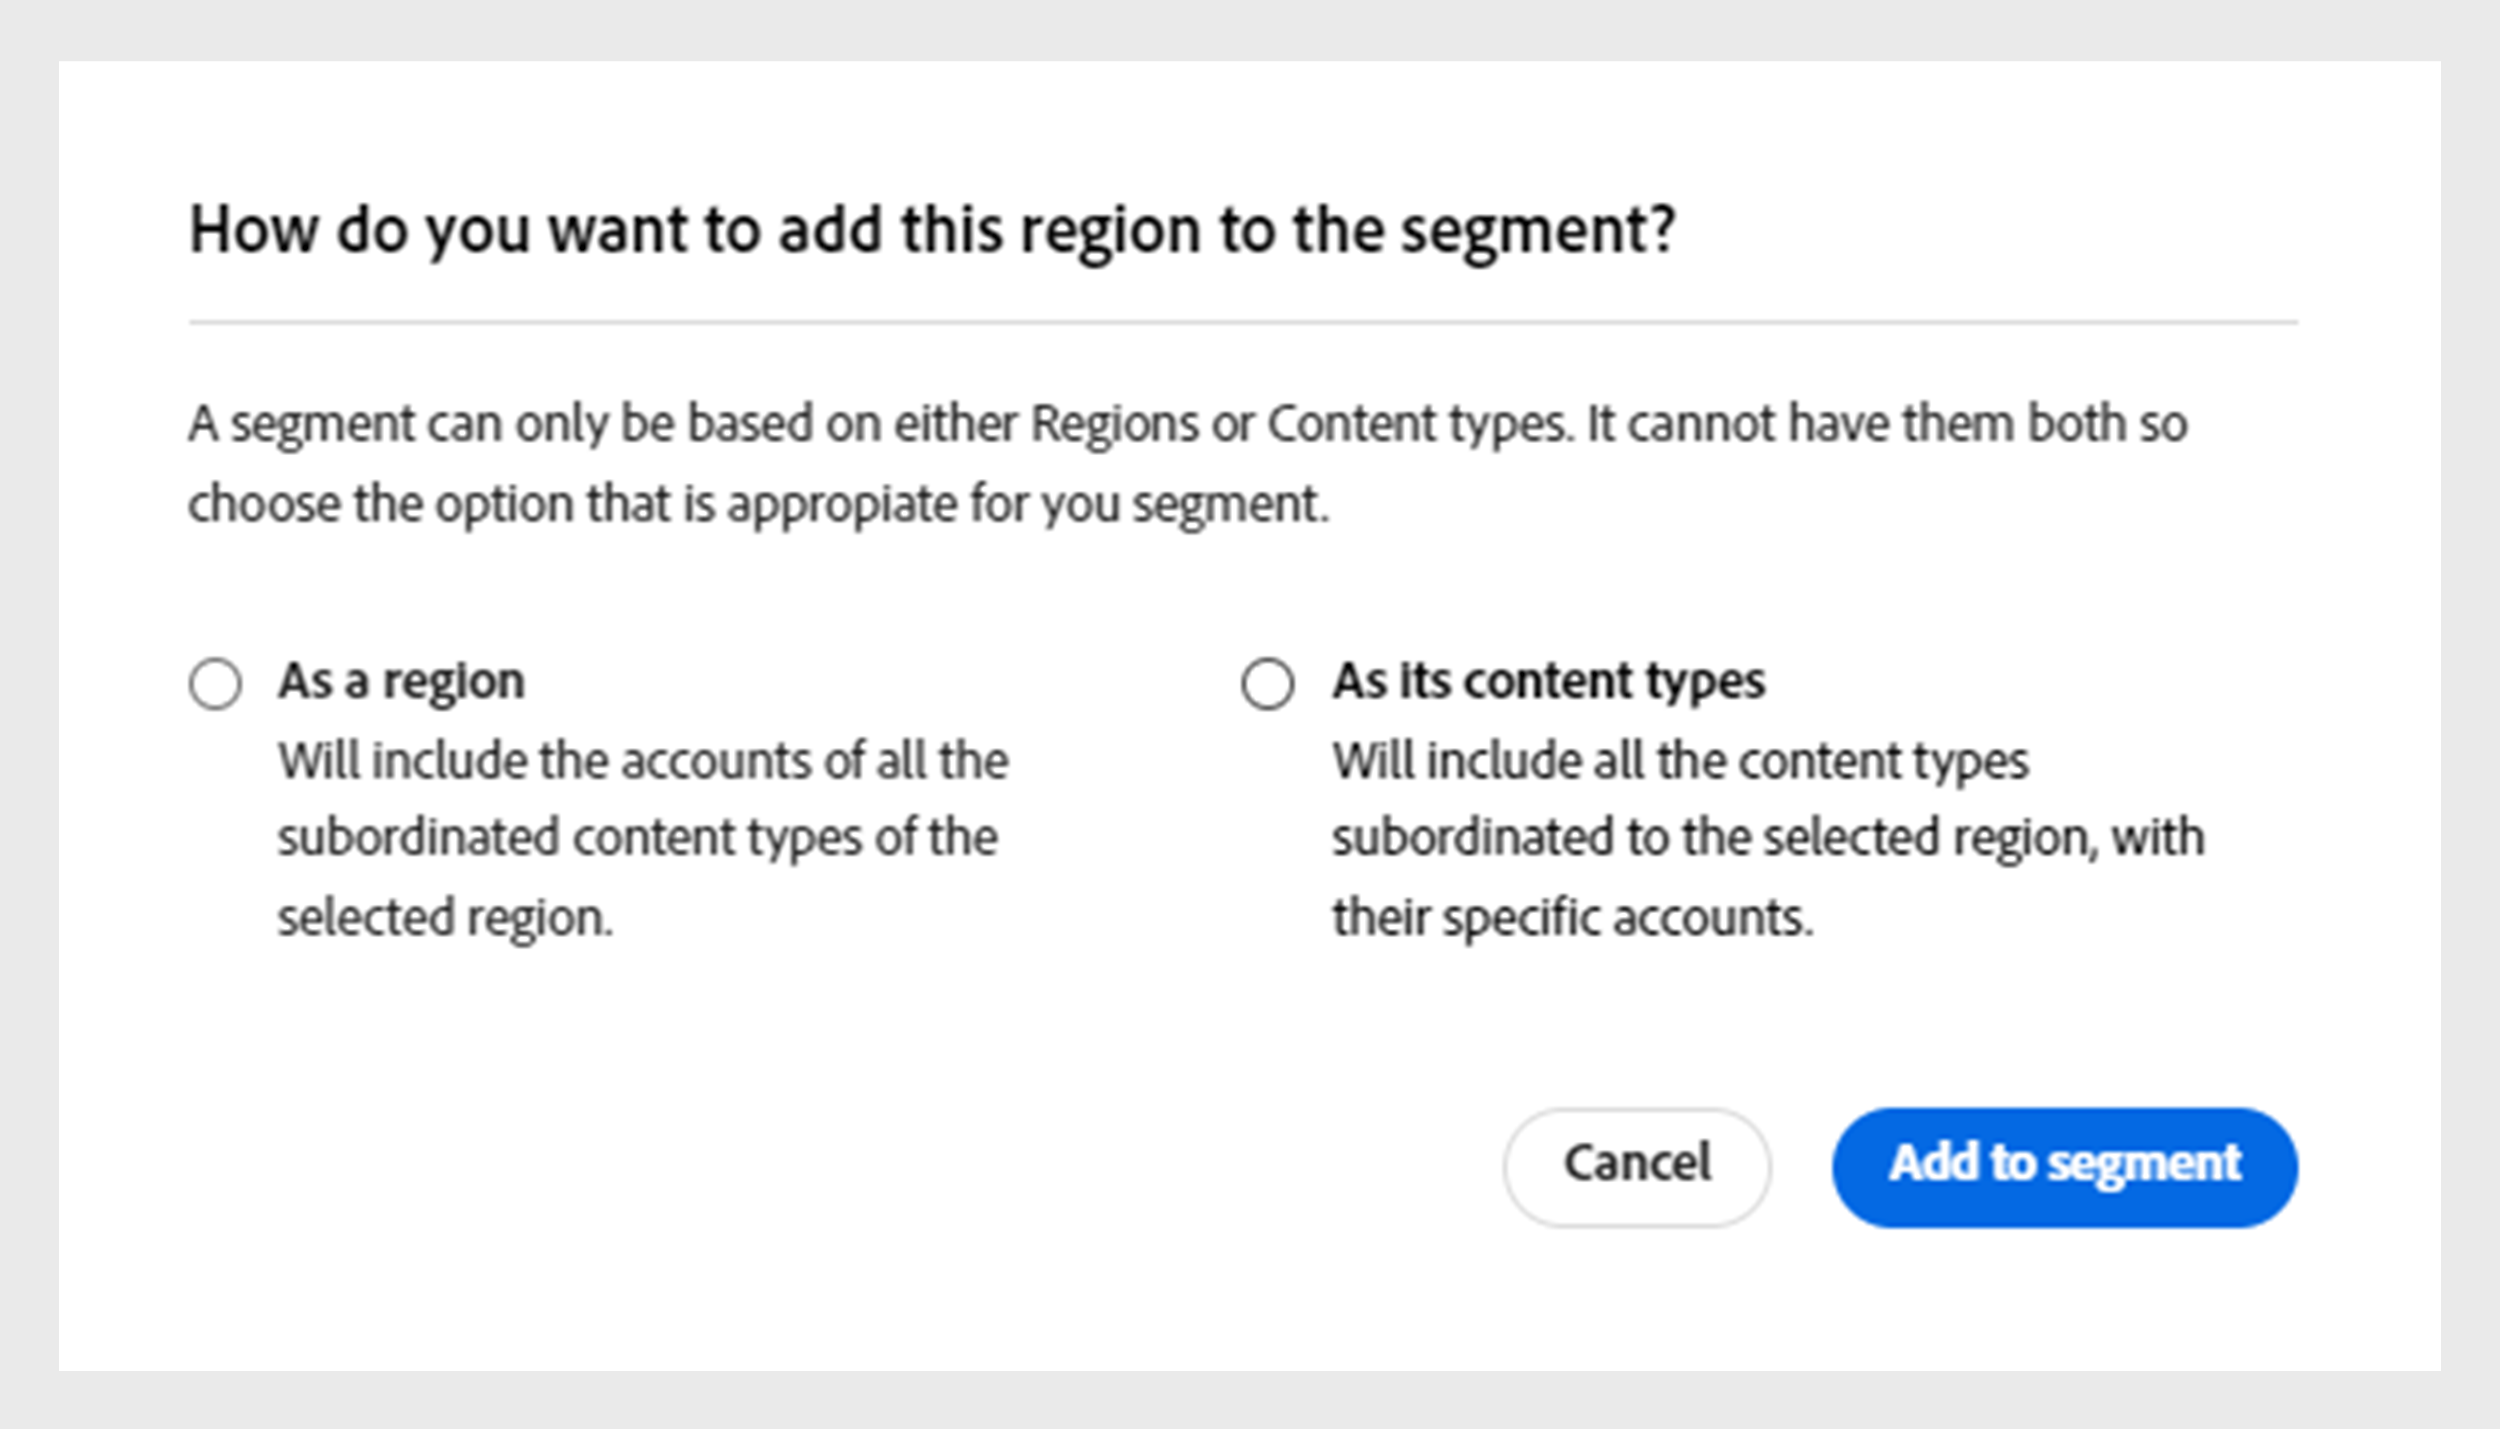 How do you want to add this region to the segment?
A segment can only be based on either Regions or Content types. It cannot have them both so
choose the option that is appropiate for you segment.
As a region
Will include the accounts of all the
subordinated content types of the
selected region.
As its content types
Will include all the content types
subordinated to the selected region, with
their specific accounts.
Cancel
Add to segment